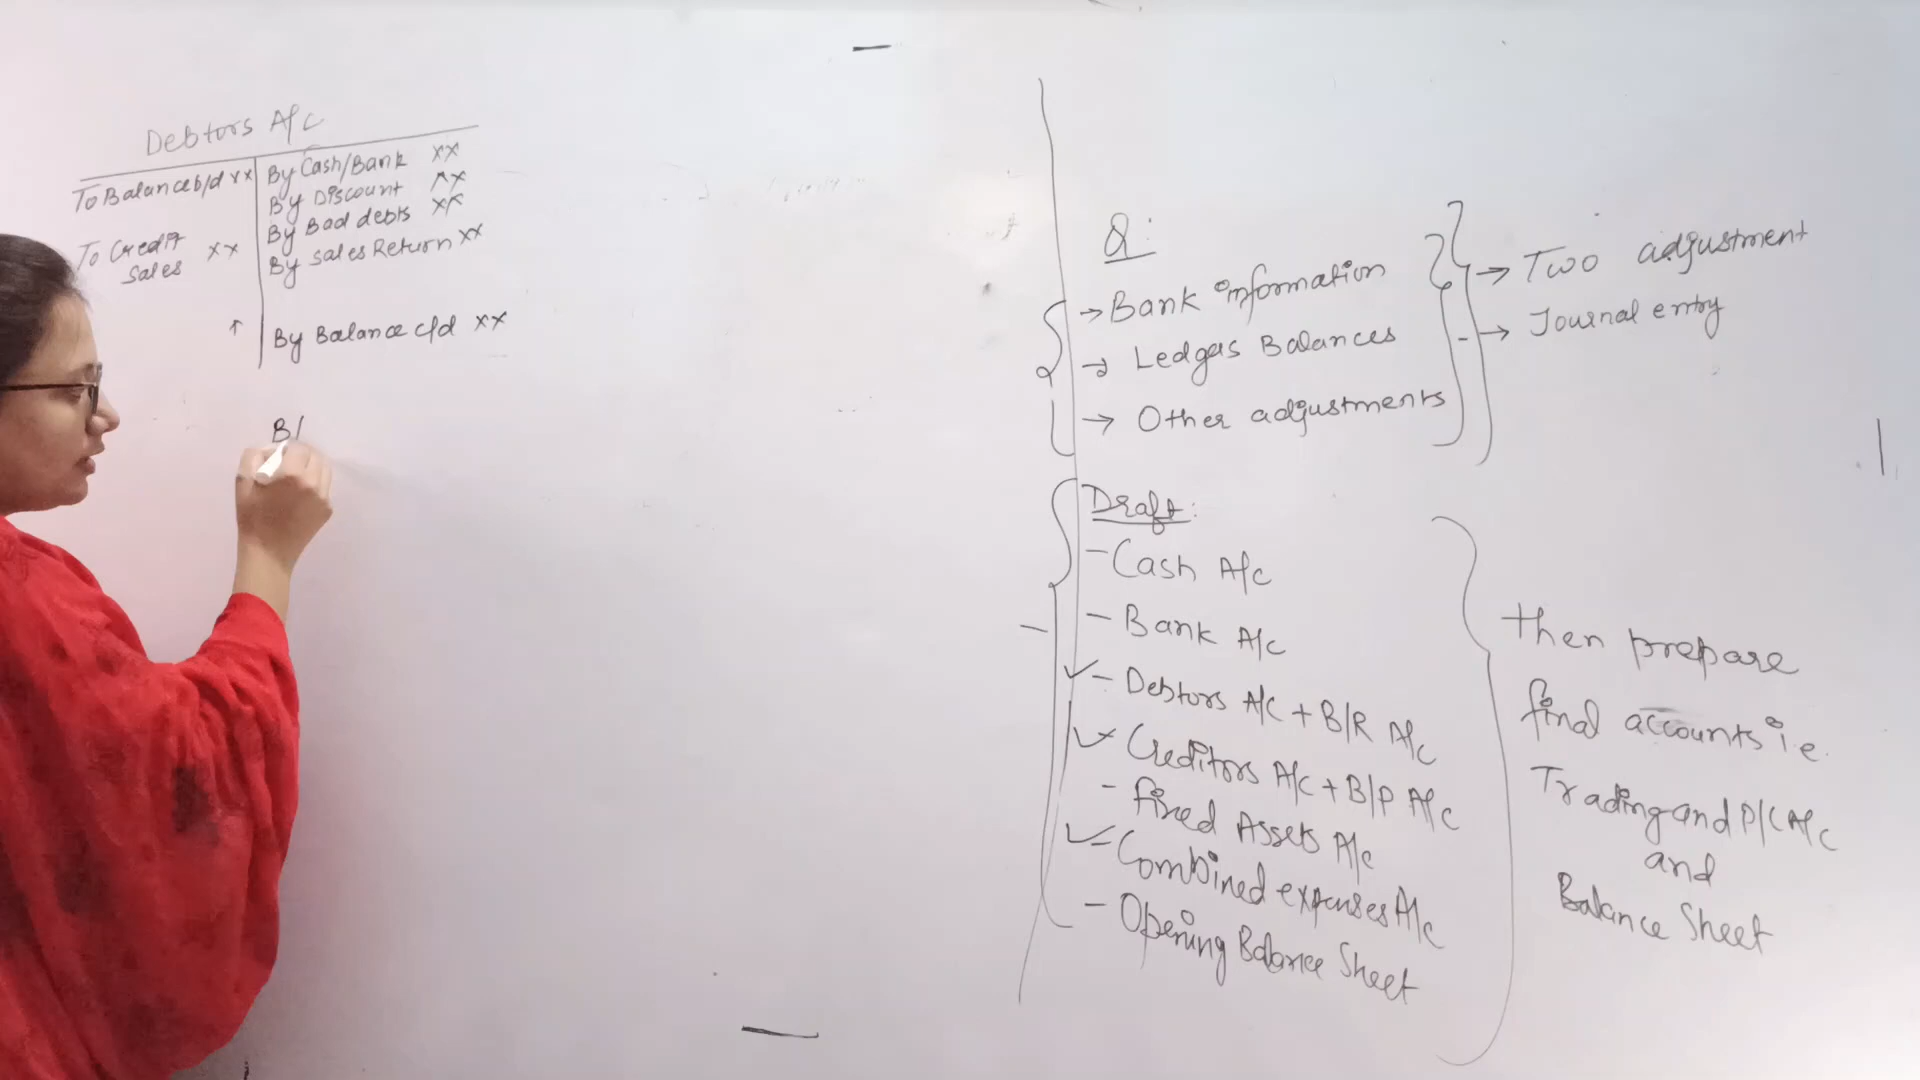 Debtors A/c
To Balance b/d xx
To Credit
Sales xx
By Cash/Bank xx
By Discount xx
By Bad debts xx
By Sales Return xx
By Balance c/d xx
B/
Q:
→ Bank information
→ Ledgers Balances
→ Other adjustments
→ Two adjustment
→ Journal entry
Draft:
- Cash A/c
- Bank A/c
✓ - Debtors A/c + B/R A/c
✓ Creditors A/c + B/P A/c
- Fixed Assets A/c
✓ - Combined expenses A/c
- Opening Balance Sheet
then prepare
final accounts i.e.
Trading and P/L A/c
and
Balance Sheet